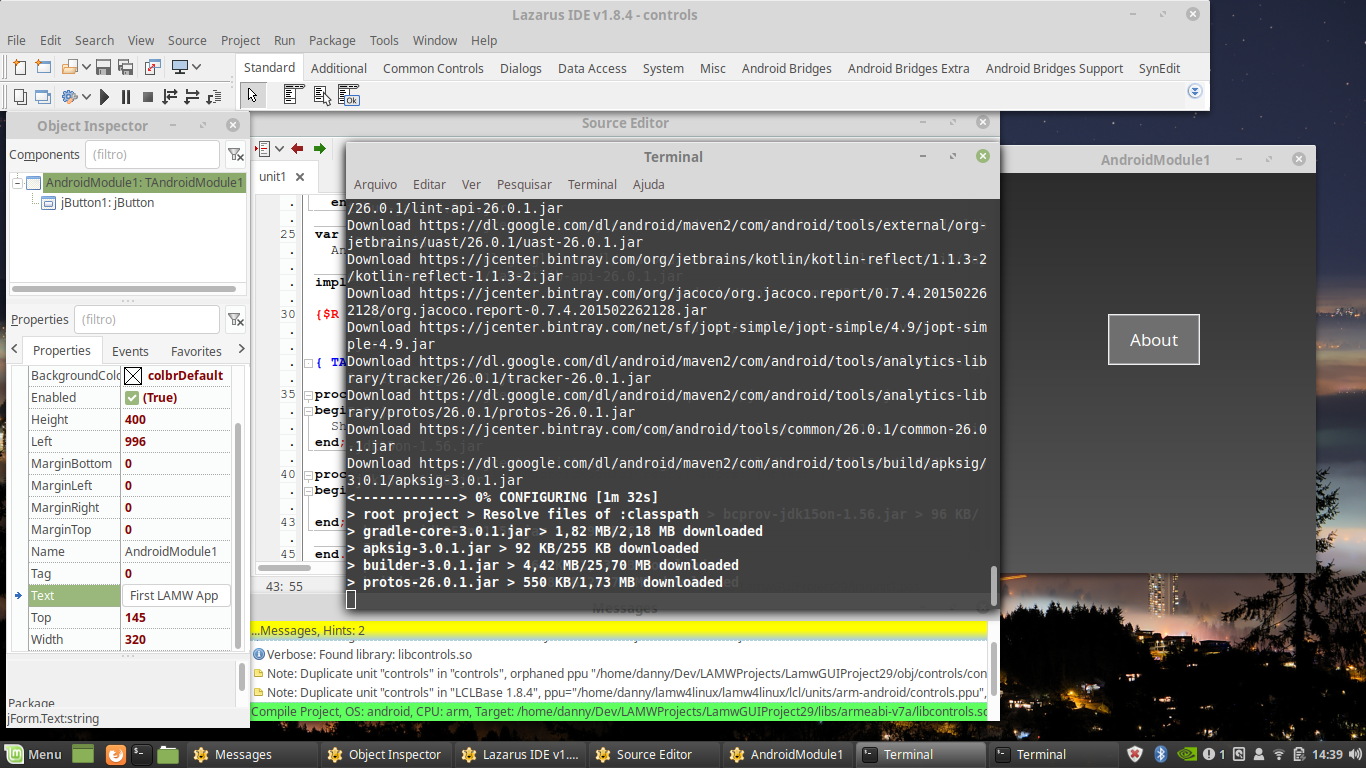 Lazarus IDE v1.8.4 - controls
File Edit Search View Source Project Run Package Tools Window Help
Standard Additional Common Controls Dialogs Data Access System Misc Android Bridges Android Bridges Extra Android Bridges Support SynEdit
Ok
Object Inspector
Components (filtro)
AndroidModule1: TAndroidModule1
jButton1: jButton
Properties (filtro)
Properties Events Favorites
BackgroundColo colbrDefault
Enabled (True)
Height 400
Left 996
MarginBottom 0
MarginLeft 0
MarginRight 0
MarginTop 0
Name AndroidModule1
Tag 0
Text First LAMW App
Top 145
Width 320
Package
jForm.Text:string
Source Editor
unit1
en
25 var
An
impl
30 {$R
{ TA
35 proc
begi
Sh
end;
40 proc
begi
43 end;
45 end.
43: 55
Terminal
Arquivo Editar Ver Pesquisar Terminal Ajuda
/26.0.1/lint-api-26.0.1.jar
Download https://dl.google.com/dl/android/maven2/com/android/tools/external/org-
jetbrains/uast/26.0.1/uast-26.0.1.jar
Download https://jcenter.bintray.com/org/jetbrains/kotlin/kotlin-reflect/1.1.3-2
/kotlin-reflect-1.1.3-2.jar
Download https://jcenter.bintray.com/org/jacoco/org.jacoco.report/0.7.4.20150226
2128/org.jacoco.report-0.7.4.201502262128.jar
Download https://jcenter.bintray.com/net/sf/jopt-simple/jopt-simple/4.9/jopt-sim
ple-4.9.jar
Download https://dl.google.com/dl/android/maven2/com/android/tools/analytics-lib
rary/tracker/26.0.1/tracker-26.0.1.jar
Download https://dl.google.com/dl/android/maven2/com/android/tools/analytics-lib
rary/protos/26.0.1/protos-26.0.1.jar
Download https://jcenter.bintray.com/com/android/tools/common/26.0.1/common-26.0
.1.jar
Download https://dl.google.com/dl/android/maven2/com/android/tools/build/apksig/
3.0.1/apksig-3.0.1.jar
<-------------> 0% CONFIGURING [1m 32s]
> root project > Resolve files of :classpath > bcprov-jdk15on-1.56.jar > 96 KB/
> gradle-core-3.0.1.jar > 1,82 MB/2,18 MB downloaded
> apksig-3.0.1.jar > 92 KB/255 KB downloaded
> builder-3.0.1.jar > 4,42 MB/25,70 MB downloaded
> protos-26.0.1.jar > 550 KB/1,73 MB downloaded
AndroidModule1
About
Messages
...Messages, Hints: 2
Verbose: Found library: libcontrols.so
Note: Duplicate unit "controls" in "controls", orphaned ppu "/home/danny/Dev/LAMWProjects/LamwGUIProject29/obj/controls/con
Note: Duplicate unit "controls" in "LCLBase 1.8.4", ppu="/home/danny/lamw4linux/lamw4linux/lcl/units/arm-android/controls.ppu",
Compile Project, OS: android, CPU: arm, Target: /home/danny/Dev/LAMWProjects/LamwGUIProject29/libs/armeabi-v7a/libcontrols.so
Menu Messages Object Inspector Lazarus IDE v1.... Source Editor AndroidModule1 Terminal Terminal 1 14:39